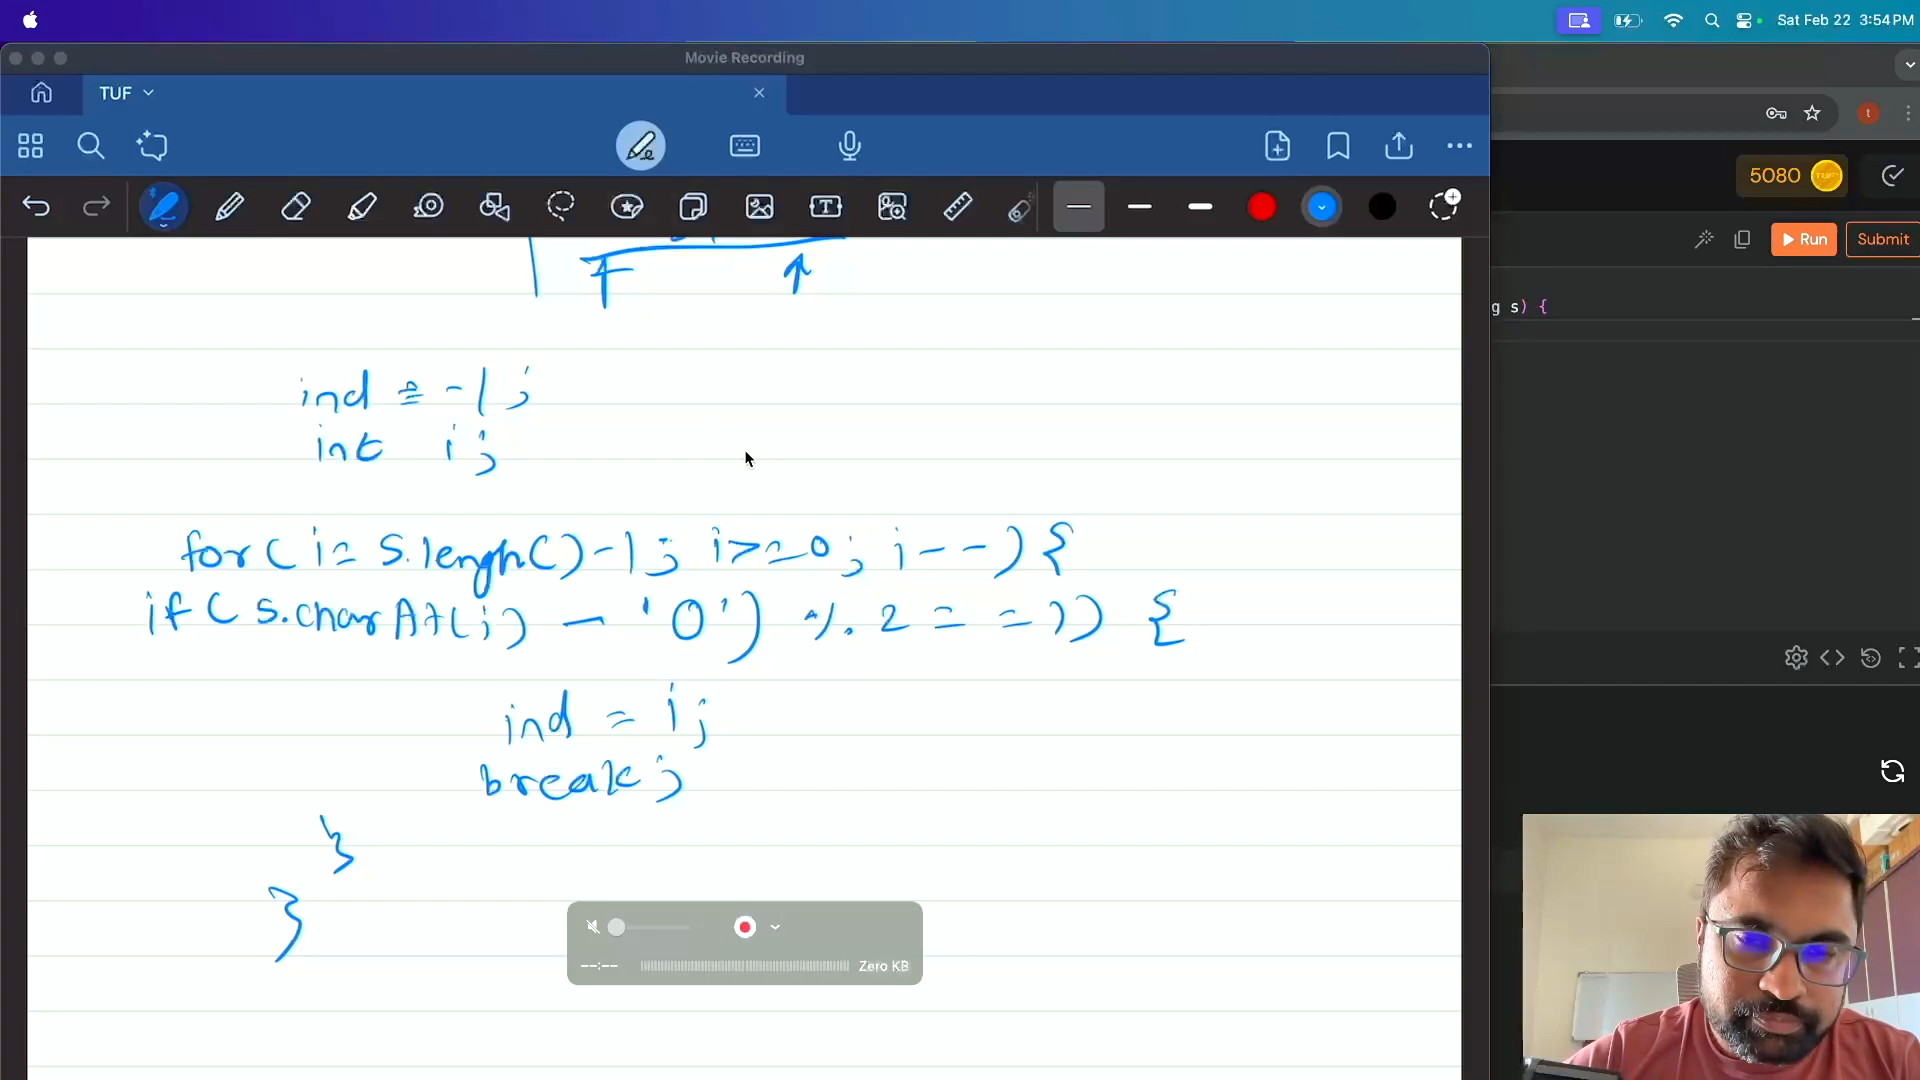 Sat Feb 22 3:54 PM
Movie Recording
TUF
5080
Run
Submit
g s) {
ind = -1;
int i;
for( i= S.lengh()-1; i>=0; i--){
if( s.charAt(i) - '0') %. 2 = =1) {
ind = i;
break;
}
}
--:--
Zero KB